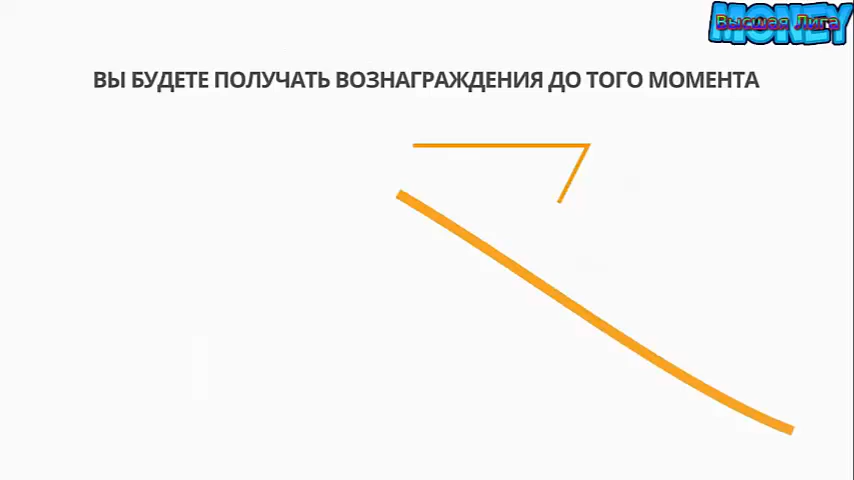 MONEY
Высшая Лига
ВЫ БУДЕТЕ ПОЛУЧАТЬ ВОЗНАГРАЖДЕНИЯ ДО ТОГО МОМЕНТА